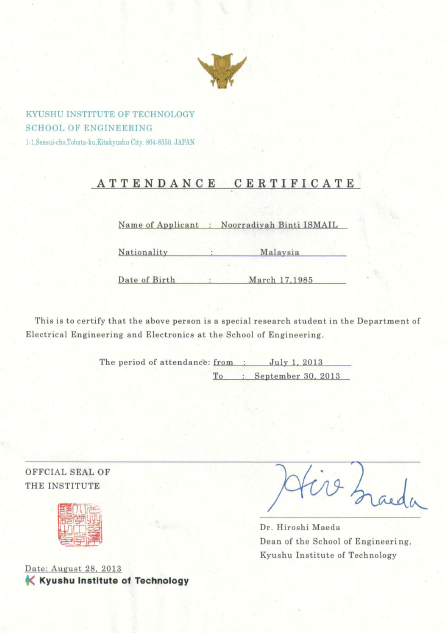 KYUSHU INSTITUTE OF TECHNOLOGY
SCHOOL OF ENGINEERING
1-1,Sensui-cho,Tobata-ku,Kitakyushu City. 804-8550. JAPAN
ATTENDANCE CERTIFICATE
Name of Applicant : Noorradiyah Binti ISMAIL
Nationality : Malaysia
Date of Birth : March 17,1985
This is to certify that the above person is a special research student in the Department of
Electrical Engineering and Electronics at the School of Engineering.
The period of attendance: from : July 1, 2013
To : September 30, 2013
OFFCIAL SEAL OF
THE INSTITUTE
Hiro Maeda
Dr. Hiroshi Maeda
Dean of the School of Engineering,
Kyushu Institute of Technology
Date: August 28, 2013
Kyushu Institute of Technology